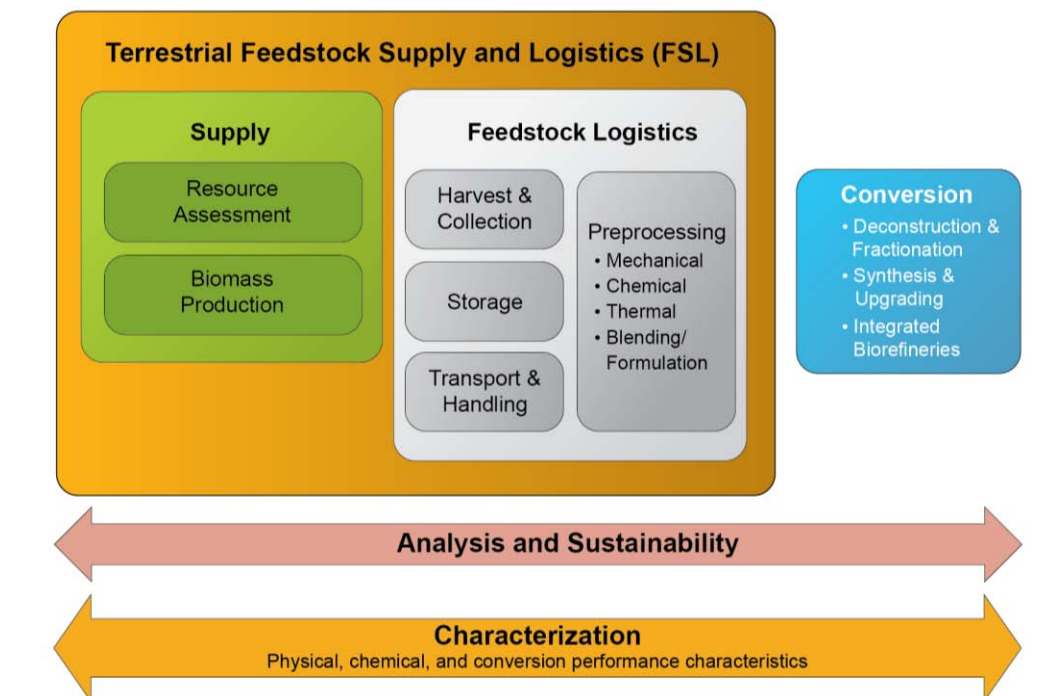 Terrestrial Feedstock Supply and Logistics (FSL)
Supply
Resource
Assessment
Biomass
Production
Feedstock Logistics
Harvest &
Collection
Storage
Transport &
Handling
Preprocessing
• Mechanical
• Chemical
• Thermal
• Blending/
Formulation
Conversion
• Deconstruction &
Fractionation
• Synthesis &
Upgrading
• Integrated
Biorefineries
Analysis and Sustainability
Characterization
Physical, chemical, and conversion performance characteristics